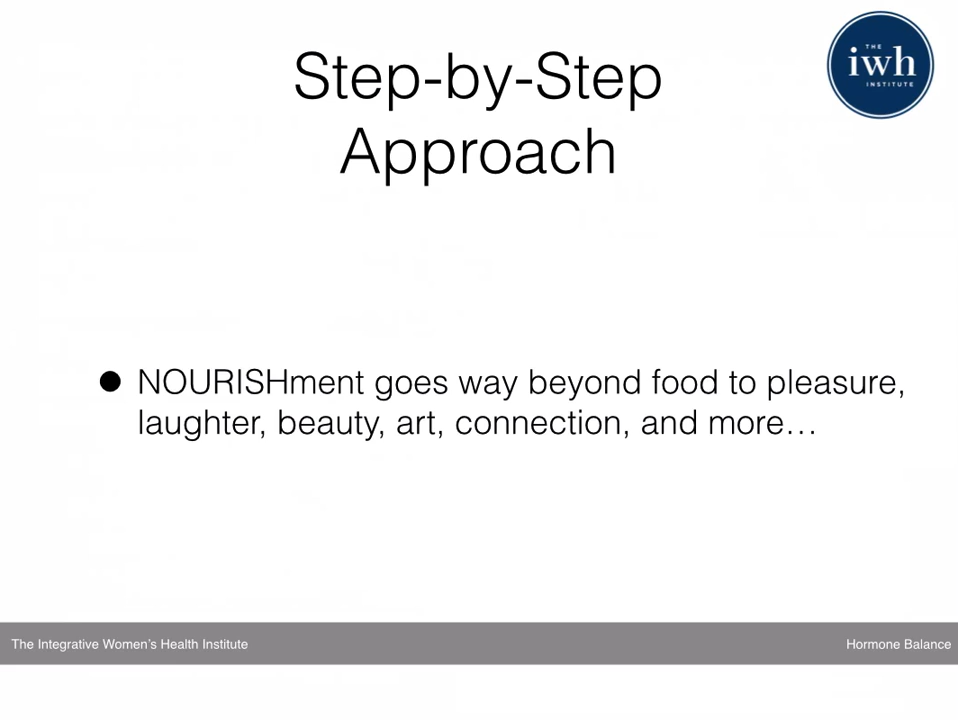 Step-by-Step
Approach
THE
iwh
INSTITUTE
• NOURISHment goes way beyond food to pleasure,
laughter, beauty, art, connection, and more…
The Integrative Women’s Health Institute
Hormone Balance